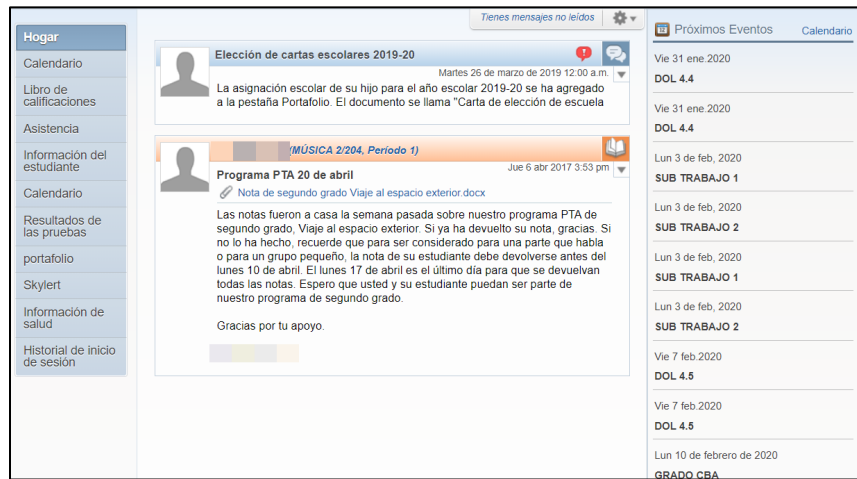 Tienes mensajes no leídos
Hogar
Calendario
Libro de
calificaciones
Asistencia
Información del
estudiante
Calendario
Resultados de
las pruebas
portafolio
Skylert
Información de
salud
Historial de inicio
de sesión
Elección de cartas escolares 2019-20
Martes 26 de marzo de 2019 12:00 a.m.
La asignación escolar de su hijo para el año escolar 2019-20 se ha agregado
a la pestaña Portafolio. El documento se llama "Carta de elección de escuela
(MÚSICA 2/204, Período 1)
Programa PTA 20 de abril
Jue 6 abr 2017 3:53 pm
Nota de segundo grado Viaje al espacio exterior.docx
Las notas fueron a casa la semana pasada sobre nuestro programa PTA de
segundo grado, Viaje al espacio exterior. Si ya ha devuelto su nota, gracias. Si
no lo ha hecho, recuerde que para ser considerado para una parte que habla
o para un grupo pequeño, la nota de su estudiante debe devolverse antes del
lunes 10 de abril. El lunes 17 de abril es el último día para que se devuelvan
todas las notas. Espero que usted y su estudiante puedan ser parte de
nuestro programa de segundo grado.
Gracias por tu apoyo.
Próximos Eventos
Calendario
Vie 31 ene.2020
DOL 4.4
Vie 31 ene.2020
DOL 4.4
Lun 3 de feb, 2020
SUB TRABAJO 1
Lun 3 de feb, 2020
SUB TRABAJO 2
Lun 3 de feb, 2020
SUB TRABAJO 1
Lun 3 de feb, 2020
SUB TRABAJO 2
Vie 7 feb.2020
DOL 4.5
Vie 7 feb.2020
DOL 4.5
Lun 10 de febrero de 2020
GRADO CBA